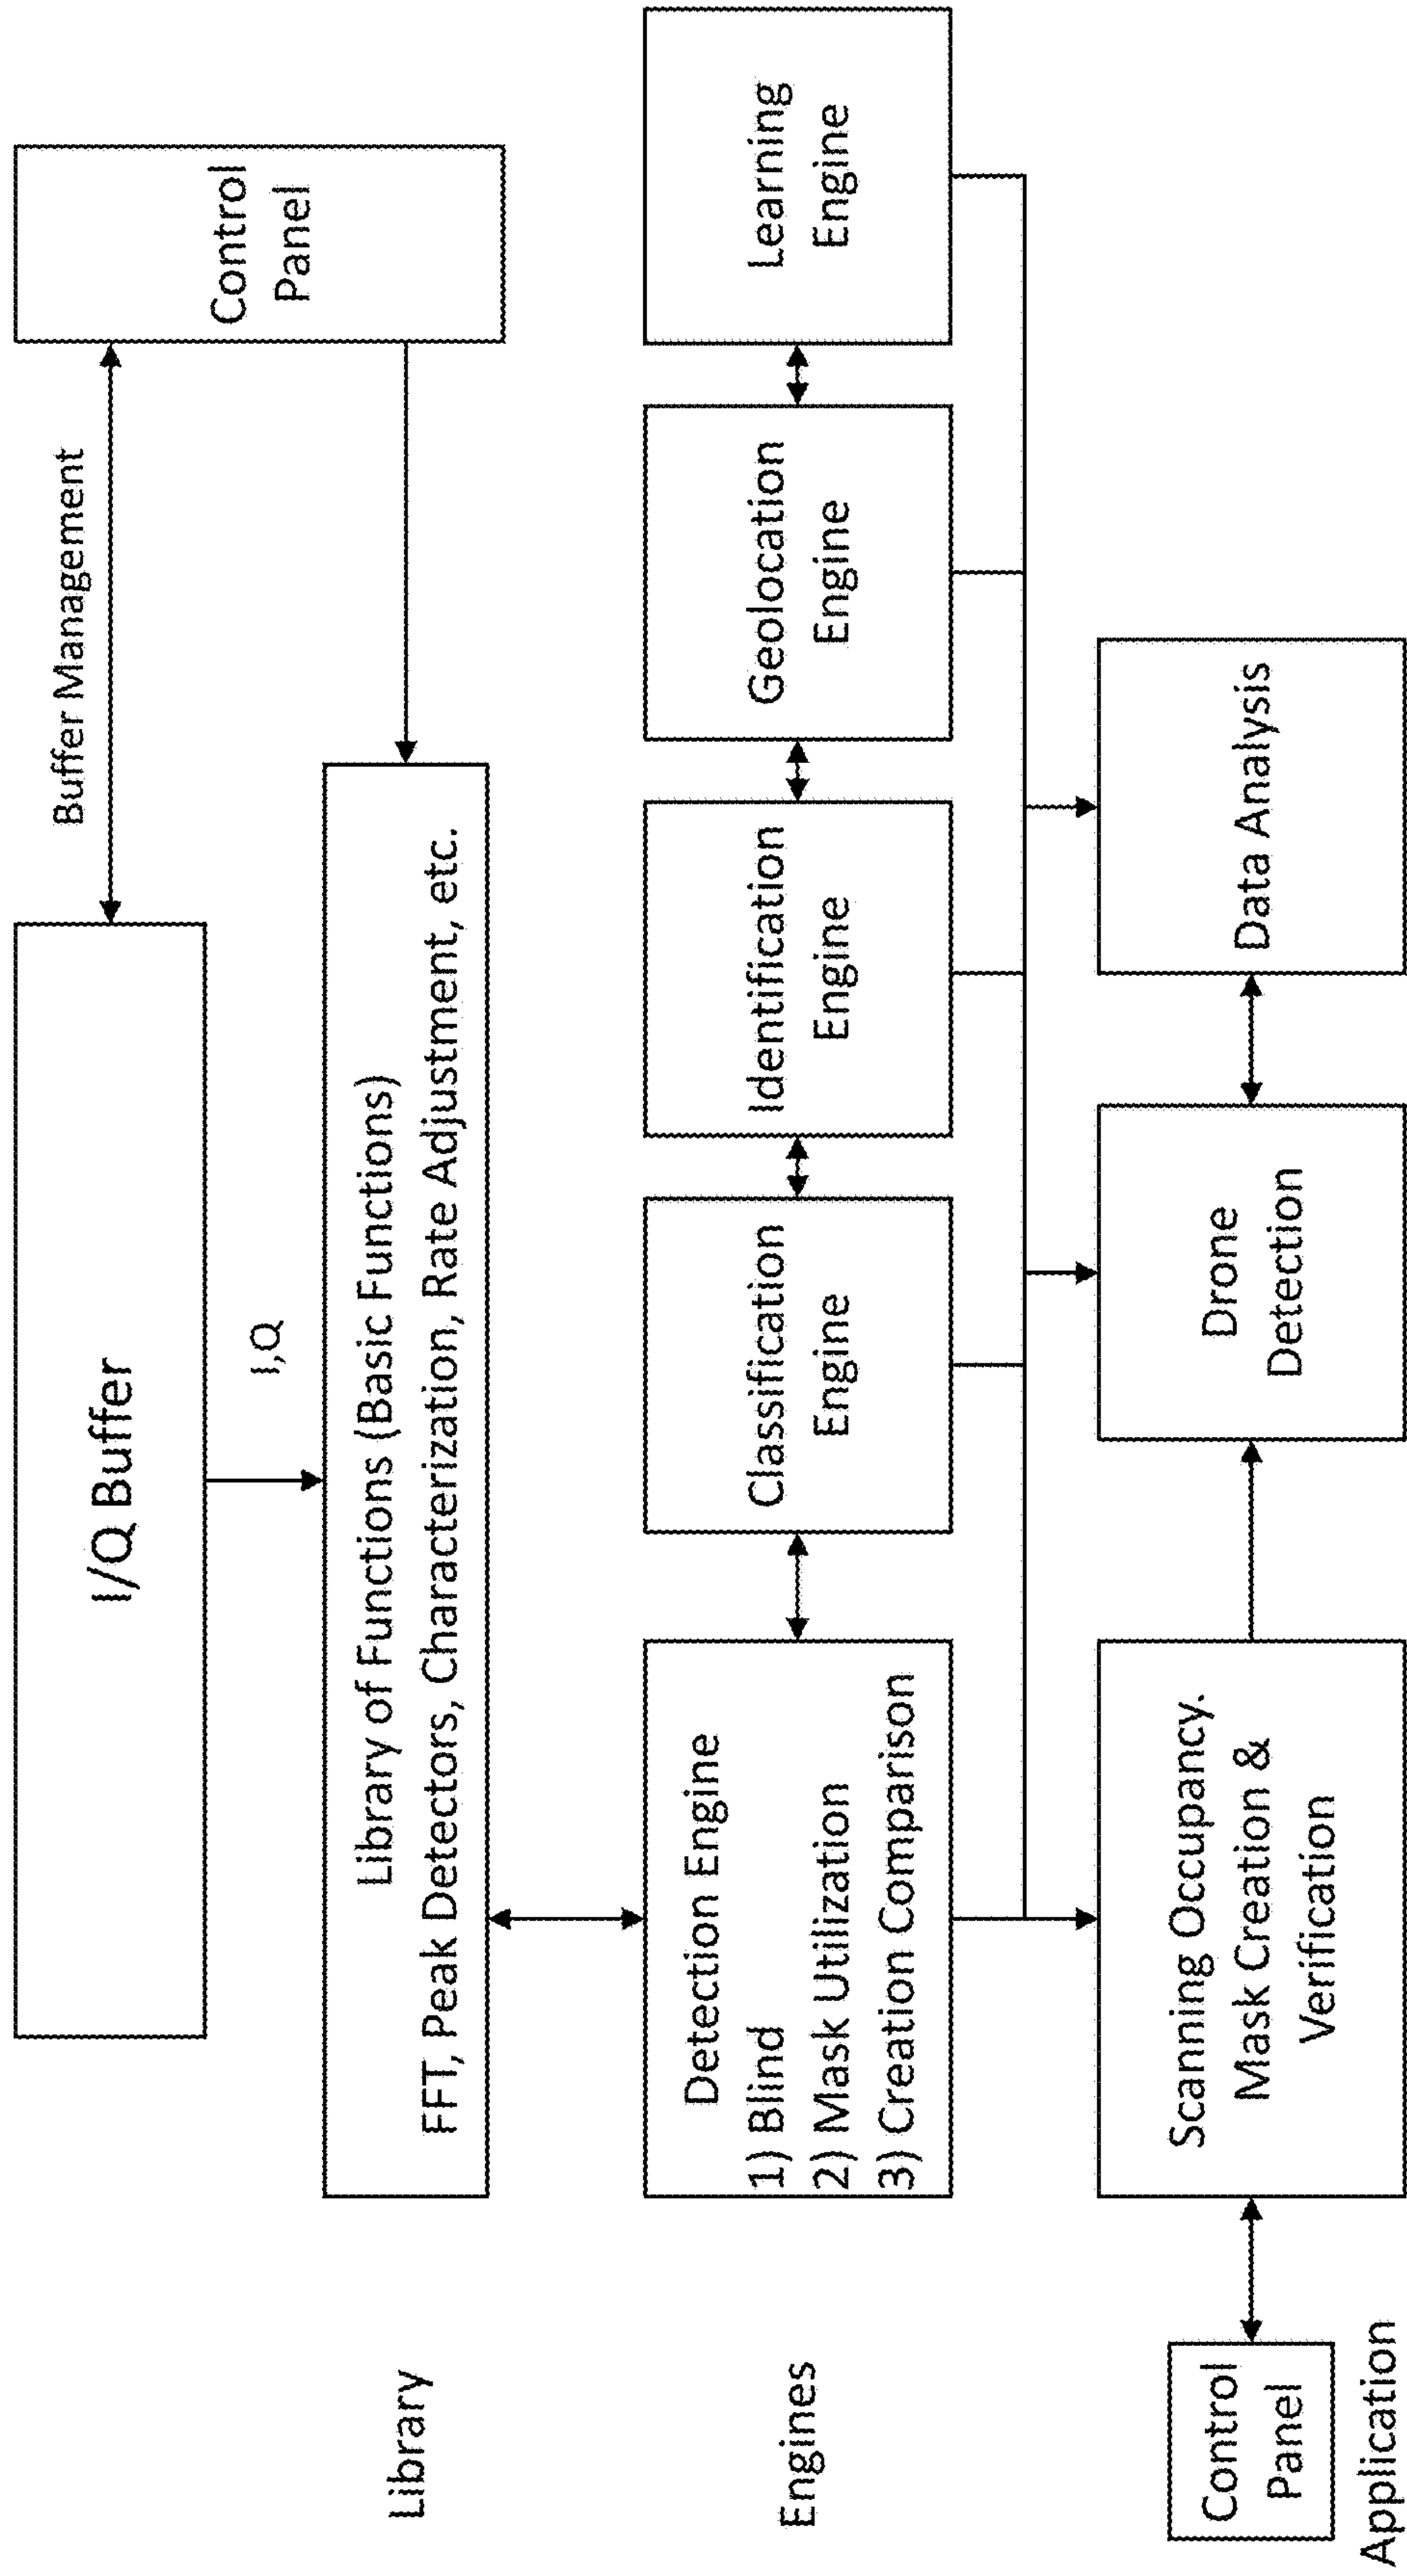 I/Q Buffer
Buffer Management
Control
Panel
I,Q
Library
Library of Functions (Basic Functions)
FFT, Peak Detectors, Characterization, Rate Adjustment, etc.
Engines
Detection Engine
1) Blind
2) Mask Utilization
3) Creation Comparison
Classification
Engine
Identification
Engine
Geolocation
Engine
Learning
Engine
Control
Panel
Application
Scanning Occupancy.
Mask Creation &
Verification
Drone
Detection
Data Analysis